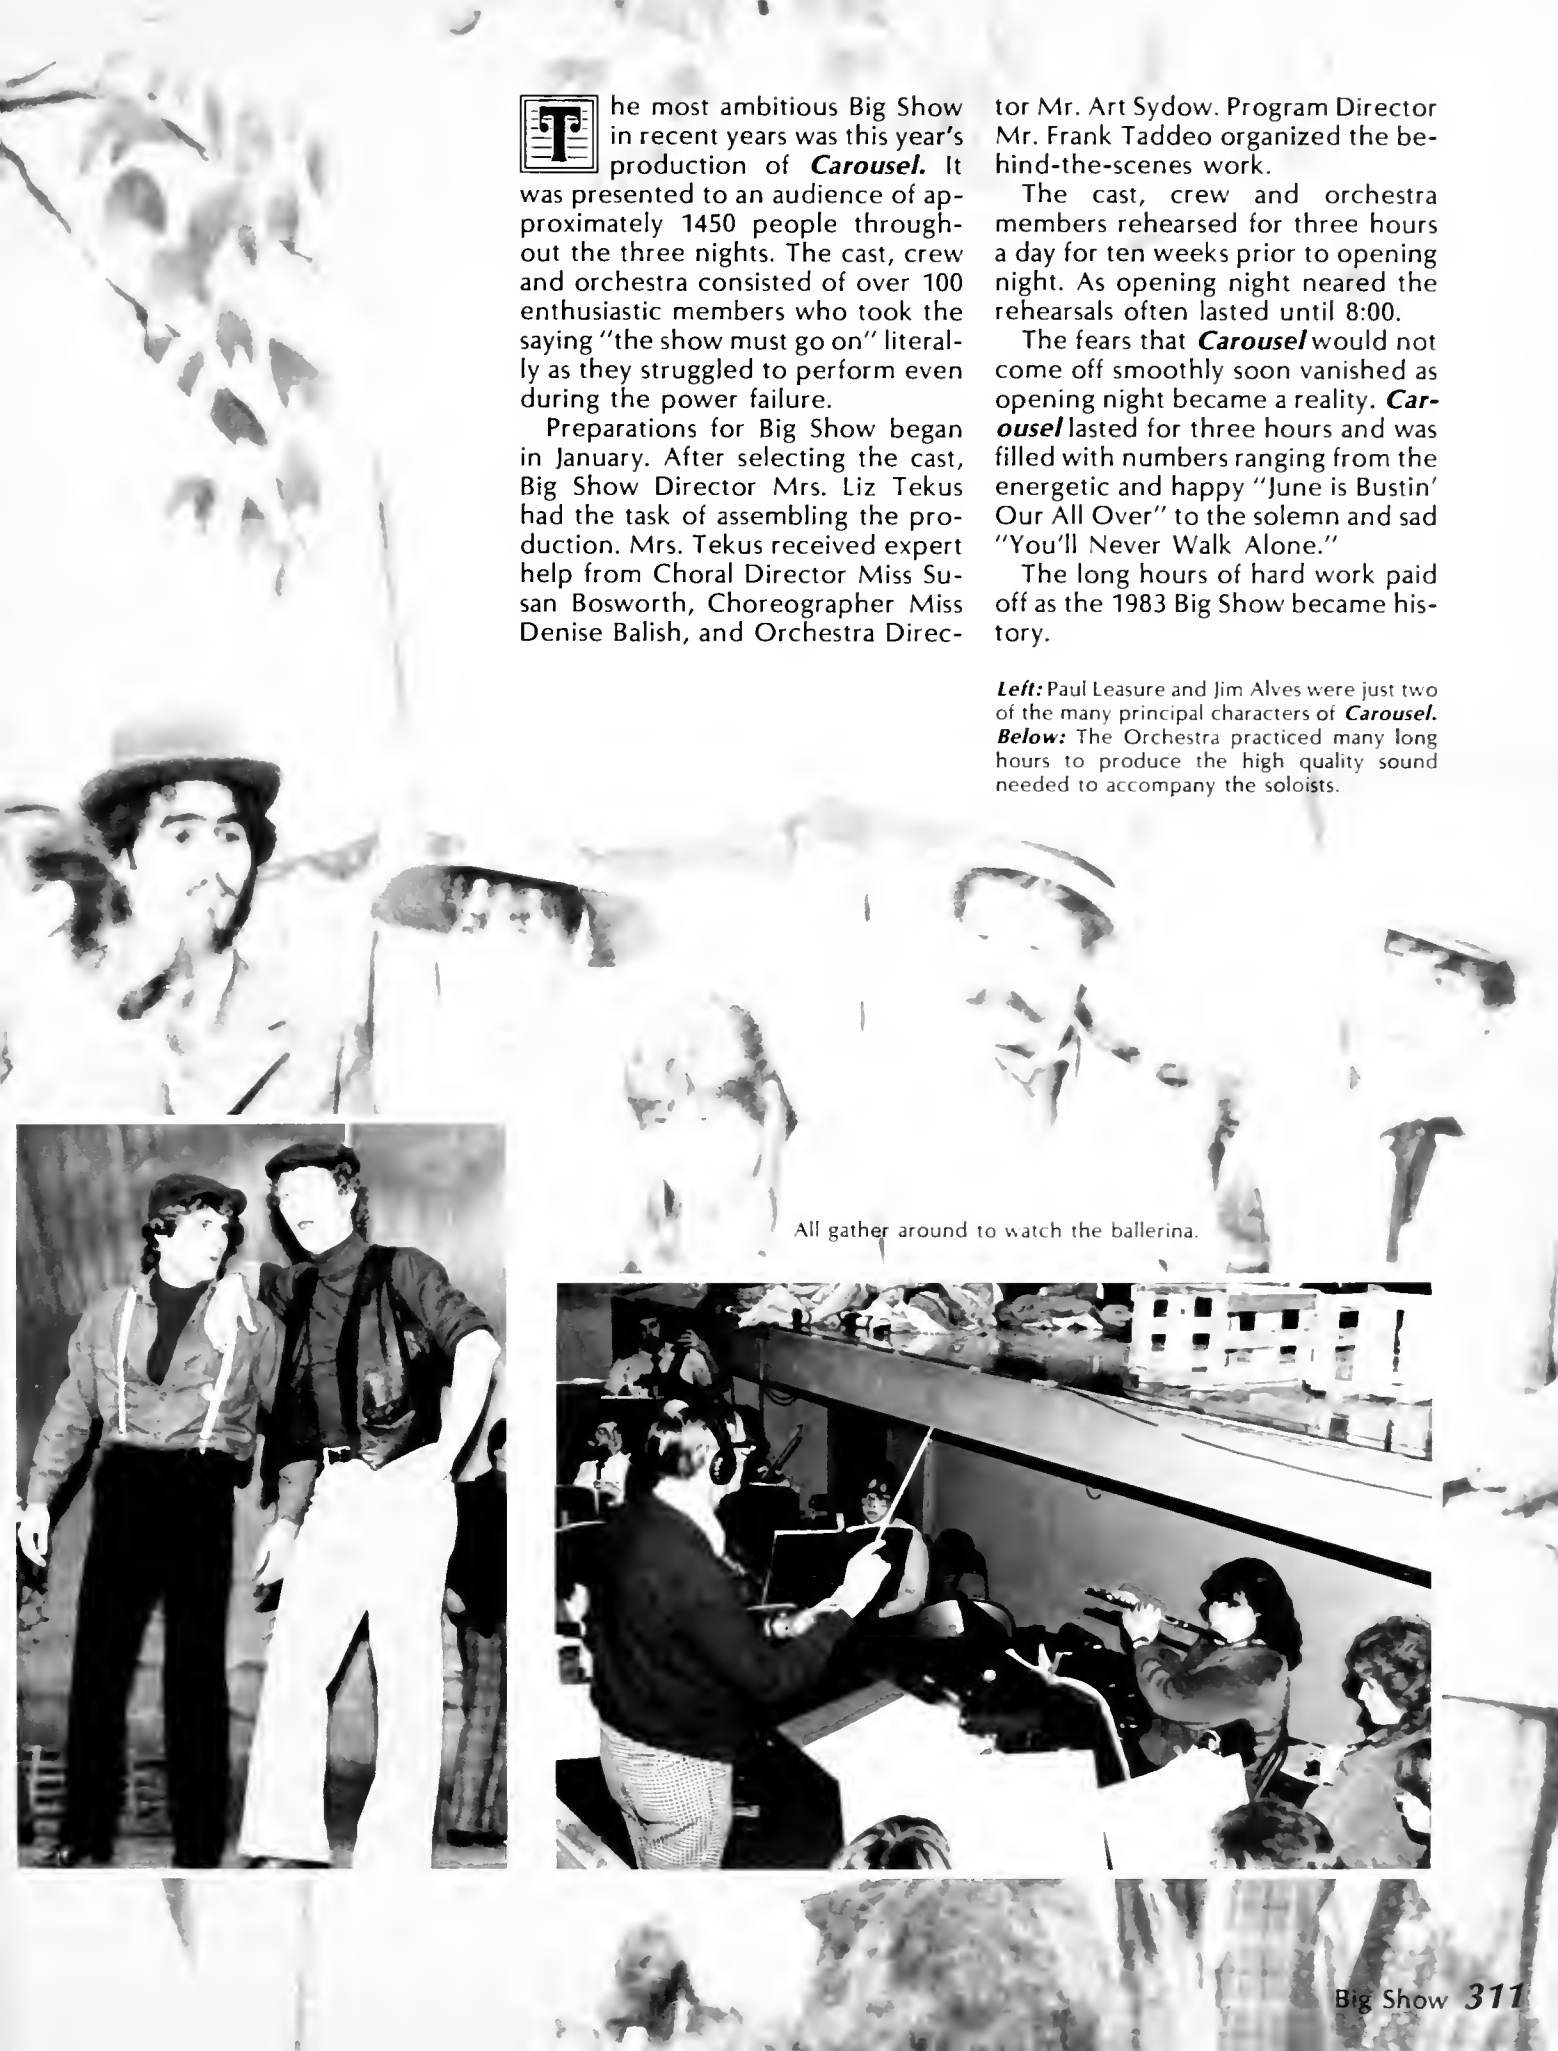 The most ambitious Big Show
in recent years was this year's
production of Carousel. It
was presented to an audience of ap-
proximately 1450 people through-
out the three nights. The cast, crew
and orchestra consisted of over 100
enthusiastic members who took the
saying "the show must go on" literal-
ly as they struggled to perform even
during the power failure.
Preparations for Big Show began
in January. After selecting the cast,
Big Show Director Mrs. Liz Tekus
had the task of assembling the pro-
duction. Mrs. Tekus received expert
help from Choral Director Miss Su-
san Bosworth, Choreographer Miss
Denise Balish, and Orchestra Direc-
tor Mr. Art Sydow. Program Director
Mr. Frank Taddeo organized the be-
hind-the-scenes work.
The cast, crew and orchestra
members rehearsed for three hours
a day for ten weeks prior to opening
night. As opening night neared the
rehearsals often lasted until 8:00.
The fears that Carousel would not
come off smoothly soon vanished as
opening night became a reality. Car-
ousel lasted for three hours and was
filled with numbers ranging from the
energetic and happy "June is Bustin'
Our All Over" to the solemn and sad
"You'll Never Walk Alone."
The long hours of hard work paid
off as the 1983 Big Show became his-
tory.
Left: Paul Leasure and Jim Alves were just two
of the many principal characters of Carousel.
Below: The Orchestra practiced many long
hours to produce the high quality sound
needed to accompany the soloists.
All gather around to watch the ballerina.
Big Show 311